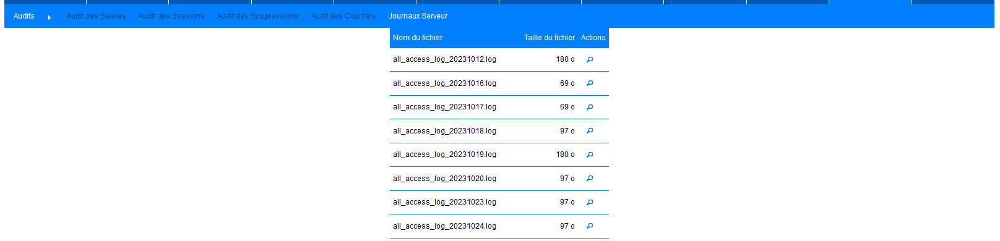 Audits Audit des Saisies Audit des Sessions Audit des Suppressions Audit des Courriels Journaux Serveur
Nom du fichier Taille du fichier Actions
all_access_log_20231012.log 180 o
all_access_log_20231016.log 69 o
all_access_log_20231017.log 69 o
all_access_log_20231018.log 97 o
all_access_log_20231019.log 180 o
all_access_log_20231020.log 97 o
all_access_log_20231023.log 97 o
all_access_log_20231024.log 97 o